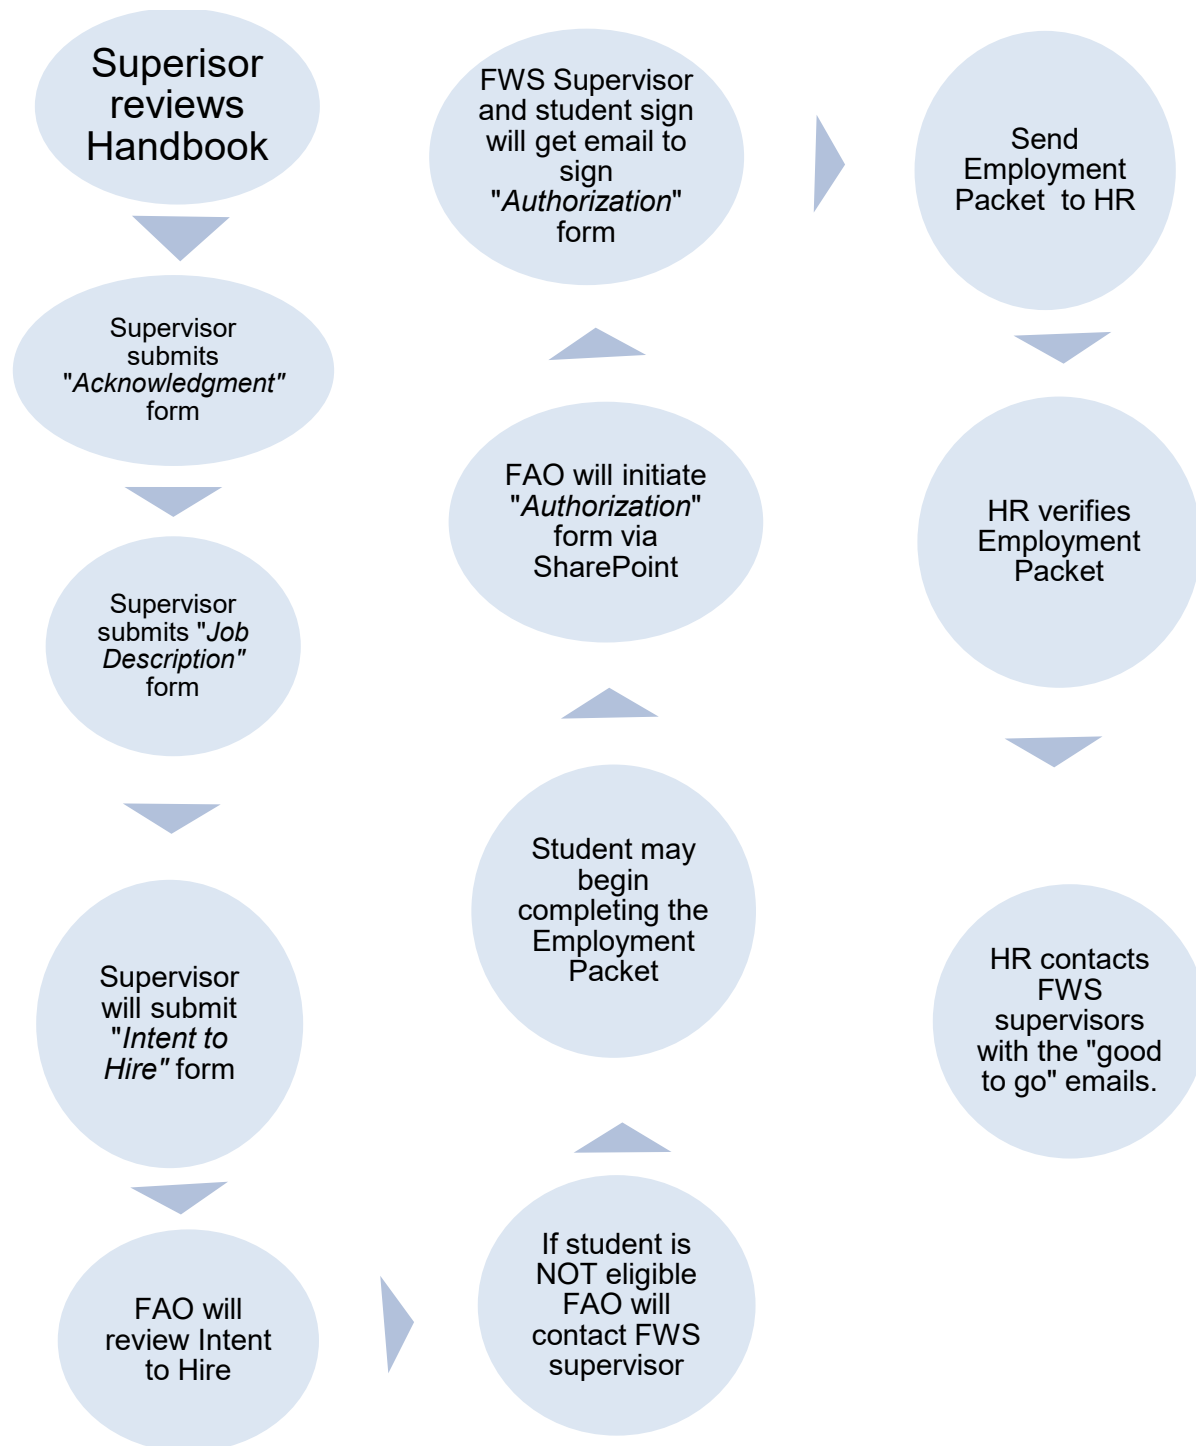 Superisor
reviews
Handbook
Supervisor
submits
"Acknowledgment"
form
Supervisor
submits "Job
Description"
form
Supervisor
will submit
"Intent to
Hire" form
FAO will
review Intent
to Hire
If student is
NOT eligible
FAO will
contact FWS
supervisor
Student may
begin
completing the
Employment
Packet
FAO will initiate
"Authorization"
form via
SharePoint
FWS Supervisor
and student sign
will get email to
sign
"Authorization"
form
Send
Employment
Packet to HR
HR verifies
Employment
Packet
HR contacts
FWS
supervisors
with the "good
to go" emails.